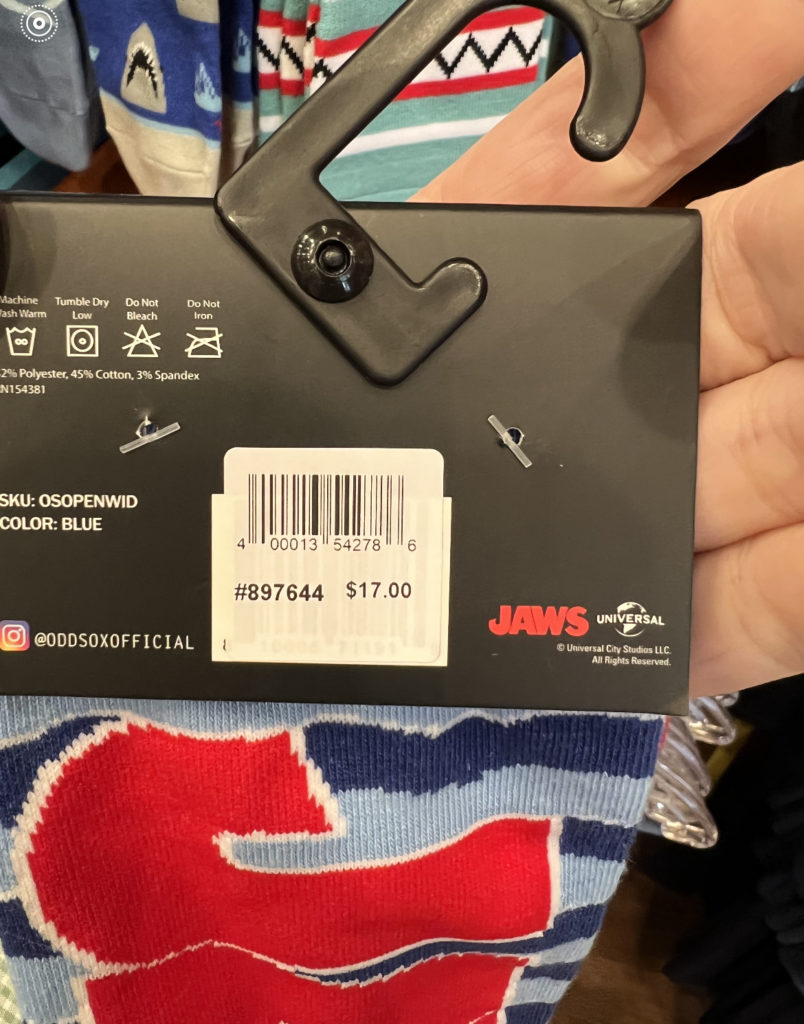 Machine Tumble Dry Do Not Do Not
Wash Warm Low Bleach Iron
2% Polyester, 45% Cotton, 3% Spandex
RN154381
SKU: OSOPENWID
COLOR: BLUE
@ODDSOXOFFICIAL
4 00013 54278 6
#897644 $17.00
JAWS UNIVERSAL
© Universal City Studios LLC.
All Rights Reserved.